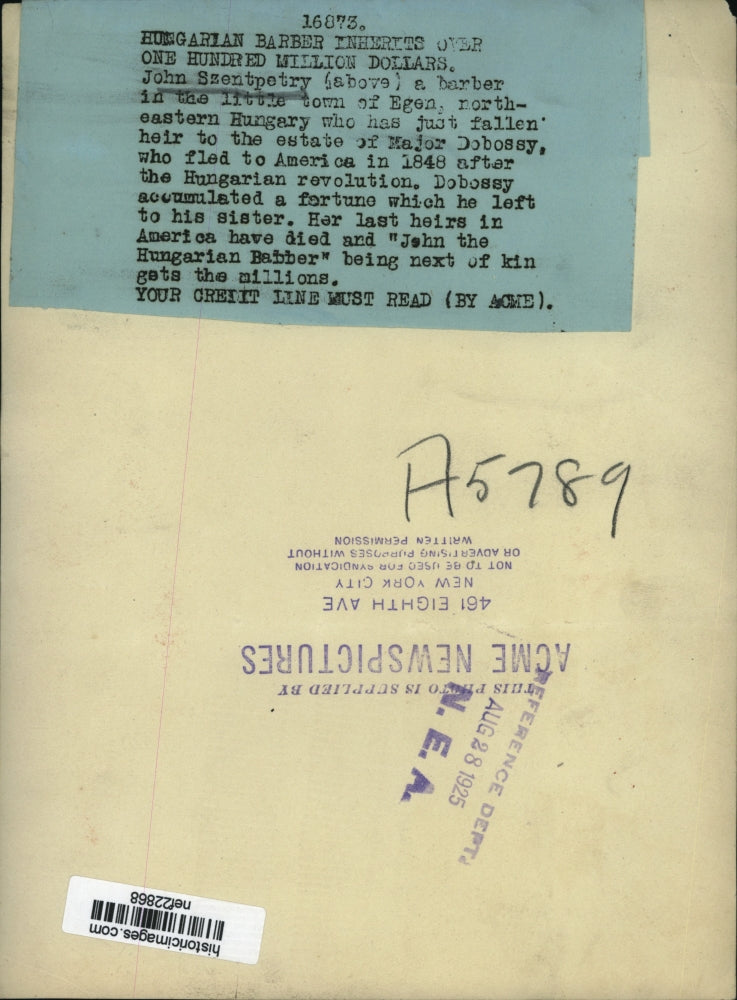 16873.
HUNGARIAN BARBER INHERITS OVER
ONE HUNDRED MILLION DOLLARS.
John Szentpetry (above) a barber
in the little town of Egen, north-
eastern Hungary who has just fallen
heir to the estate of Major Dobossy,
who fled to America in 1848 after
the Hungarian revolution. Dobossy
accumulated a fortune which he left
to his sister. Her last heirs in
America have died and "John the
Hungarian Babber" being next of kin
gets the millions.
YOUR CREDIT LINE MUST READ (BY ACME).
A5789
THIS PHOTO IS SUPPLIED BY
ACME NEWSPICTURES
461 EIGHTH AVE
NEW YORK CITY
NOT TO BE USED FOR SYNDICATION
OR ADVERTISING PURPOSES WITHOUT
WRITTEN PERMISSION
REFERENCE DEPT.
AUG 28 1925
N. E. A.
historicimages.com
nef22868